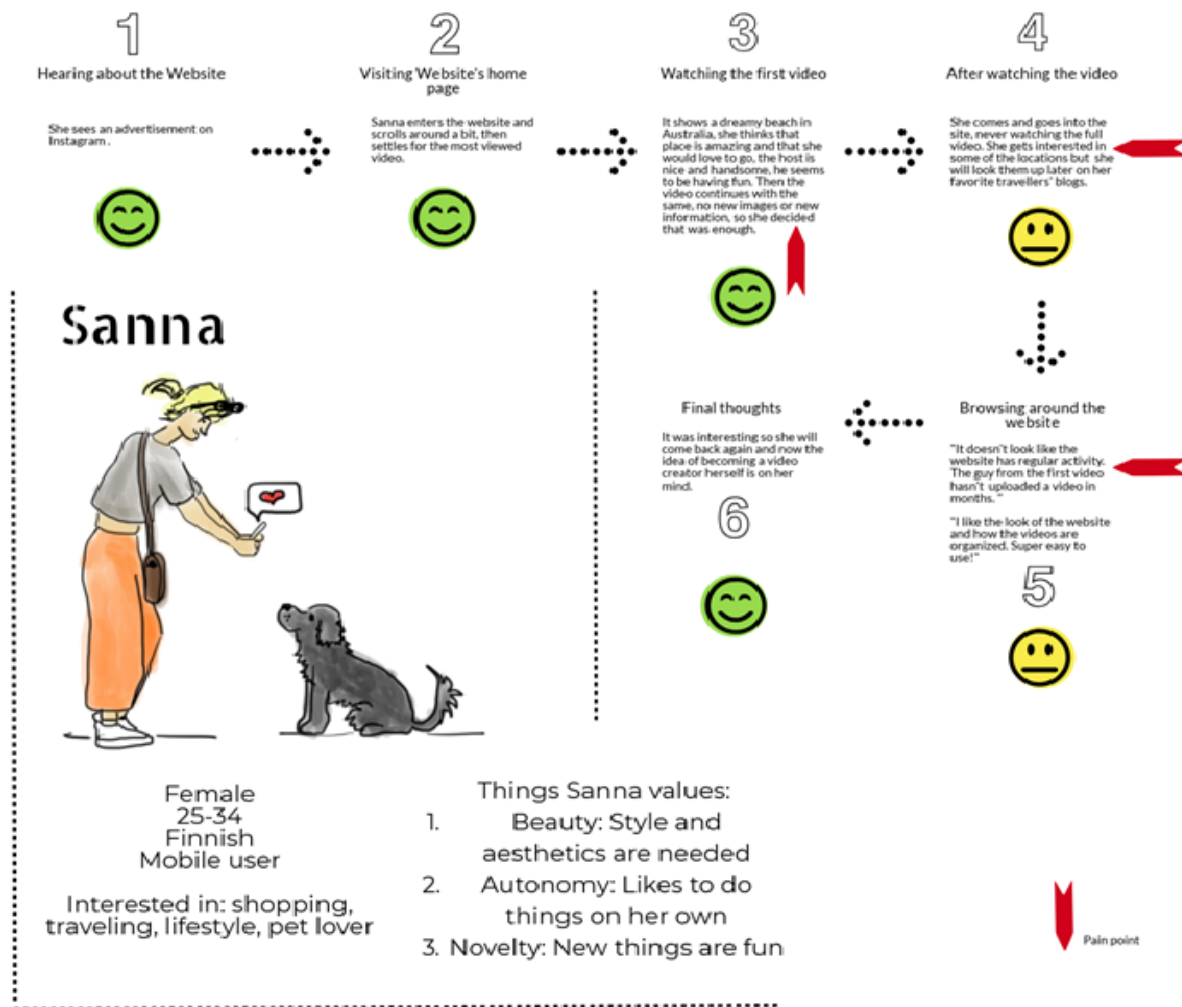 1
Hearing about the Website
She sees an advertisement on
Instagram.
2
Visiting Website's home
page
Sanna enters the website and
scrolls around a bit, then
settles for the most viewed
video.
3
Watching the first video
It shows a dreamy beach in
Australia, she thinks that
place is amazing and that she
would love to go, the host is
nice and handsome, he seems
to be having fun. Then the
video continues with the
same, no new images or new
information, so she decided
that was enough.
4
After watching the video
She comes and goes into the
site, never watching the full
video. She gets interested in
some of the locations but she
will look them up later on her
favorite travellers' blogs.
Browsing around the
website
"It doesn't look like the
website has regular activity.
The guy from the first video
hasn't uploaded a video in
months."
"I like the look of the website
and how the videos are
organized. Super easy to
use!"
5
Final thoughts
It was interesting so she will
come back again and now the
idea of becoming a video
creator herself is on her
mind.
6
Sanna
Female
25-34
Finnish
Mobile user
Interested in: shopping,
traveling, lifestyle, pet lover
Things Sanna values:
1. Beauty: Style and
aesthetics are needed
2. Autonomy: Likes to do
things on her own
3. Novelty: New things are fun
Pain point